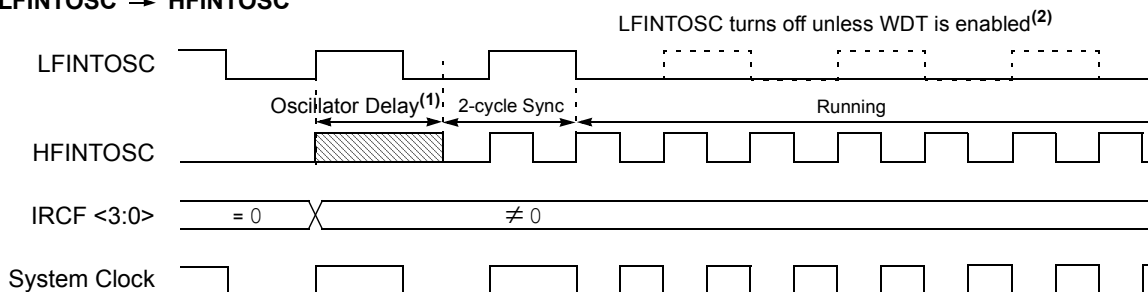 LFINTOSC → HFINTOSC
LFINTOSC turns off unless WDT is enabled(2)
LFINTOSC
Oscillator Delay(1) 2-cycle Sync Running
HFINTOSC
IRCF <3:0> = 0 ≠ 0
System Clock